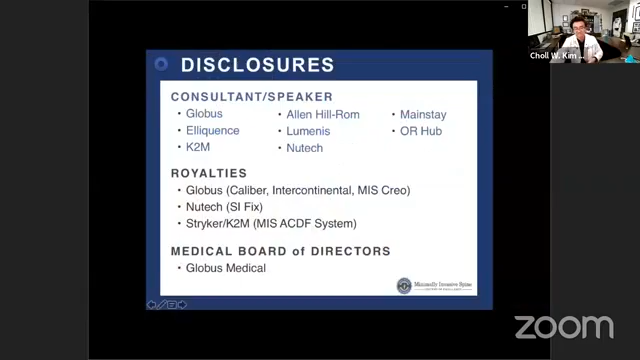 Choll W. Kim
DISCLOSURES
CONSULTANT/SPEAKER
• Globus
• Allen Hill-Rom
• Mainstay
• Elliquence
• Lumenis
• OR Hub
• K2M
• Nutech
ROYALTIES
• Globus (Caliber, Intercontinental, MIS Creo)
• Nutech (SI Fix)
• Stryker/K2M (MIS ACDF System)
MEDICAL BOARD of DIRECTORS
• Globus Medical
Minimally Invasive Spine
zoom